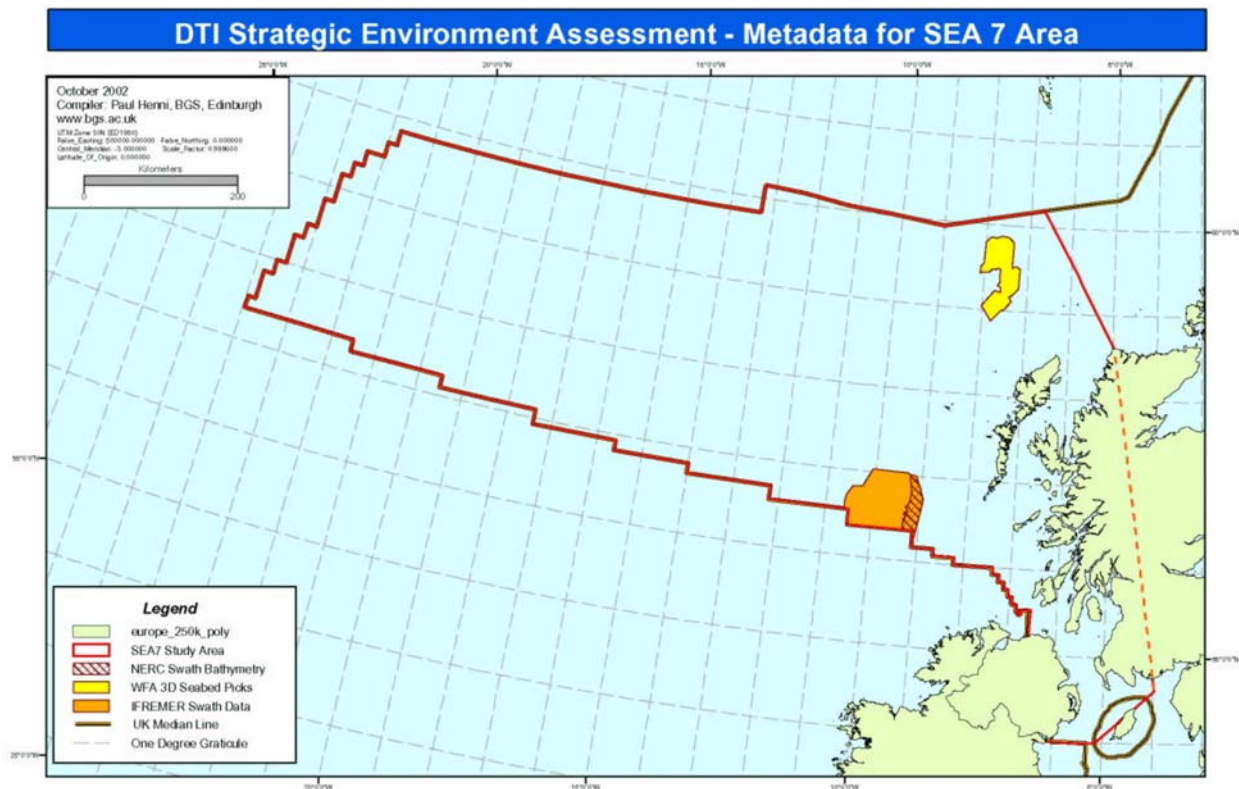 DTI Strategic Environment Assessment - Metadata for SEA 7 Area
October 2002
Compiler: Paul Henni, BGS, Edinburgh
www.bgs.ac.uk
Kilometers
0 200
Legend
europe_250k_poly
SEA7 Study Area
NERC Swath Bathymetry
WFA 3D Seabed Picks
IFREMER Swath Data
UK Median Line
One Degree Graticule